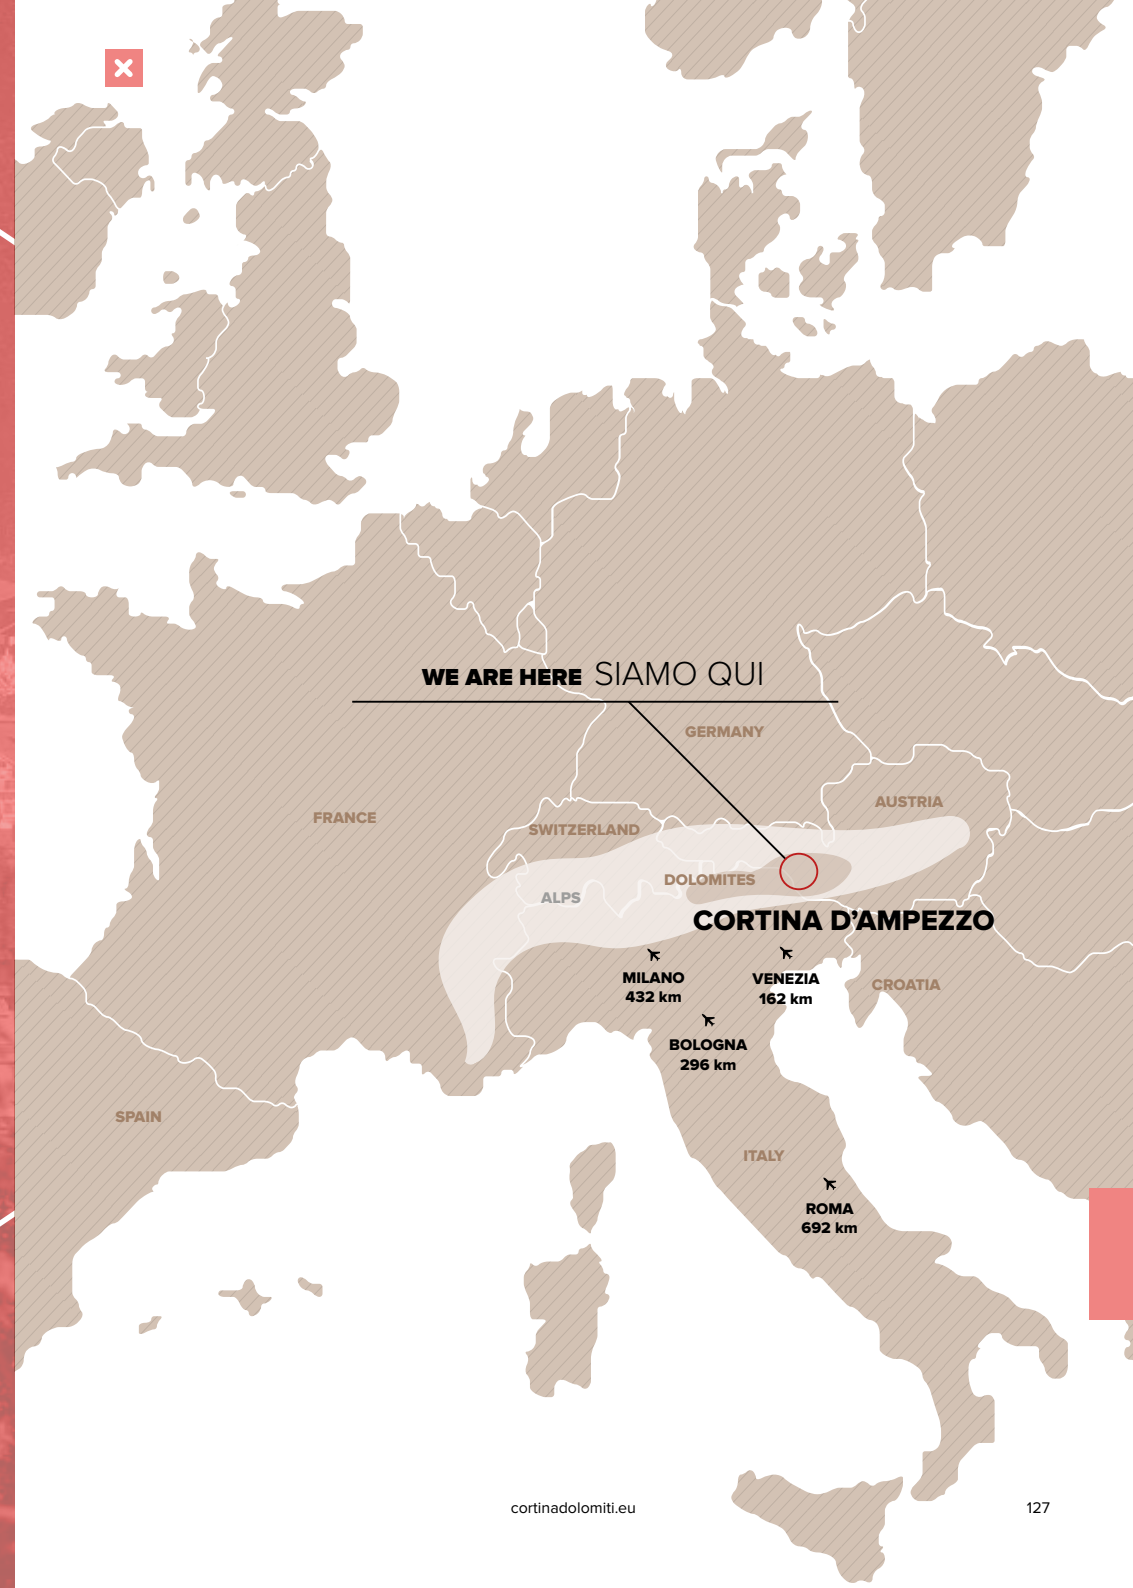 WE ARE HERE SIAMO QUI
GERMANY
AUSTRIA
FRANCE
SWITZERLAND
DOLOMITES
ALPS
CORTINA D’AMPEZZO
MILANO
432 km
VENEZIA
162 km
CROATIA
BOLOGNA
296 km
SPAIN
ITALY
ROMA
692 km
cortinadolomiti.eu
127